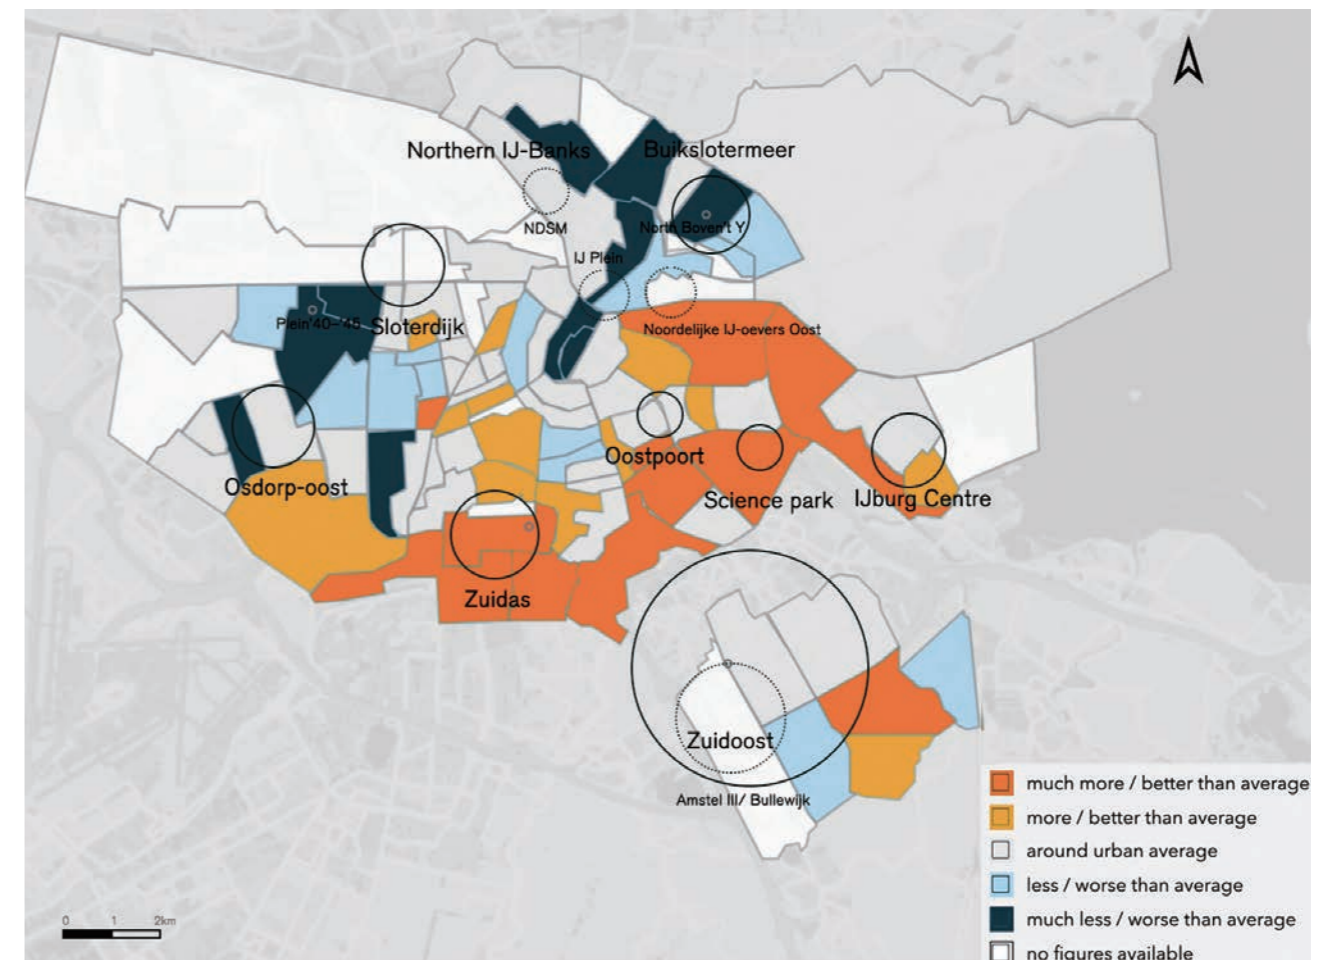 Northern IJ-Banks
Buikslotermeer
NDSM
North Boven't Y
IJ Plein
Plein'40-'45
Sloterdijk
Noordelijke IJ-oevers Oost
Osdorp-oost
Oostpoort
Science park
IJburg Centre
Zuidas
Zuidoost
Amstel III/ Bullewijk
much more / better than average
more / better than average
around urban average
less / worse than average
much less / worse than average
no figures available
0 1 2km